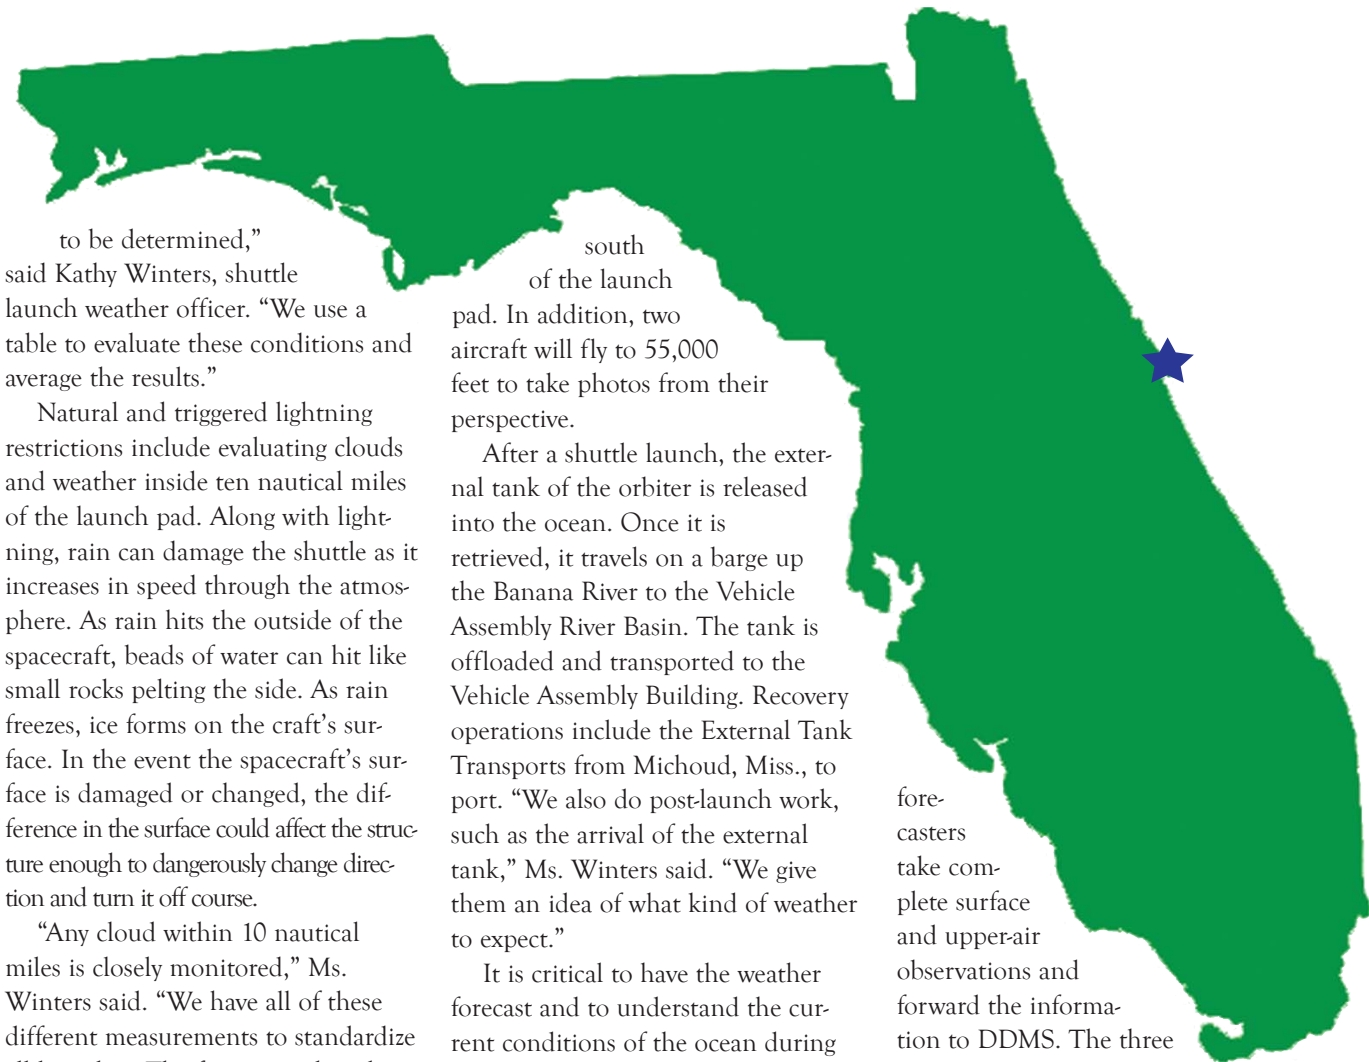 to be determined,”
said Kathy Winters, shuttle
launch weather officer. “We use a
table to evaluate these conditions and
average the results.”
Natural and triggered lightning
restrictions include evaluating clouds
and weather inside ten nautical miles
of the launch pad. Along with light-
ning, rain can damage the shuttle as it
increases in speed through the atmos-
phere. As rain hits the outside of the
spacecraft, beads of water can hit like
small rocks pelting the side. As rain
freezes, ice forms on the craft’s sur-
face. In the event the spacecraft’s sur-
face is damaged or changed, the dif-
ference in the surface could affect the struc-
ture enough to dangerously change direc-
tion and turn it off course.
“Any cloud within 10 nautical
miles is closely monitored,” Ms.
Winters said. “We have all of these
different measurements to standardize
south
of the launch
pad. In addition, two
aircraft will fly to 55,000
feet to take photos from their
perspective.
After a shuttle launch, the exter-
nal tank of the orbiter is released
into the ocean. Once it is
retrieved, it travels on a barge up
the Banana River to the Vehicle
Assembly River Basin. The tank is
offloaded and transported to the
Vehicle Assembly Building. Recovery
operations include the External Tank
Transports from Michoud, Miss., to
port. “We also do post-launch work,
such as the arrival of the external
tank,” Ms. Winters said. “We give
them an idea of what kind of weather
to expect.”
It is critical to have the weather
forecast and to understand the cur-
rent conditions of the ocean during
fore-
casters
take com-
plete surface
and upper-air
observations and
forward the informa-
tion to DDMS. The three